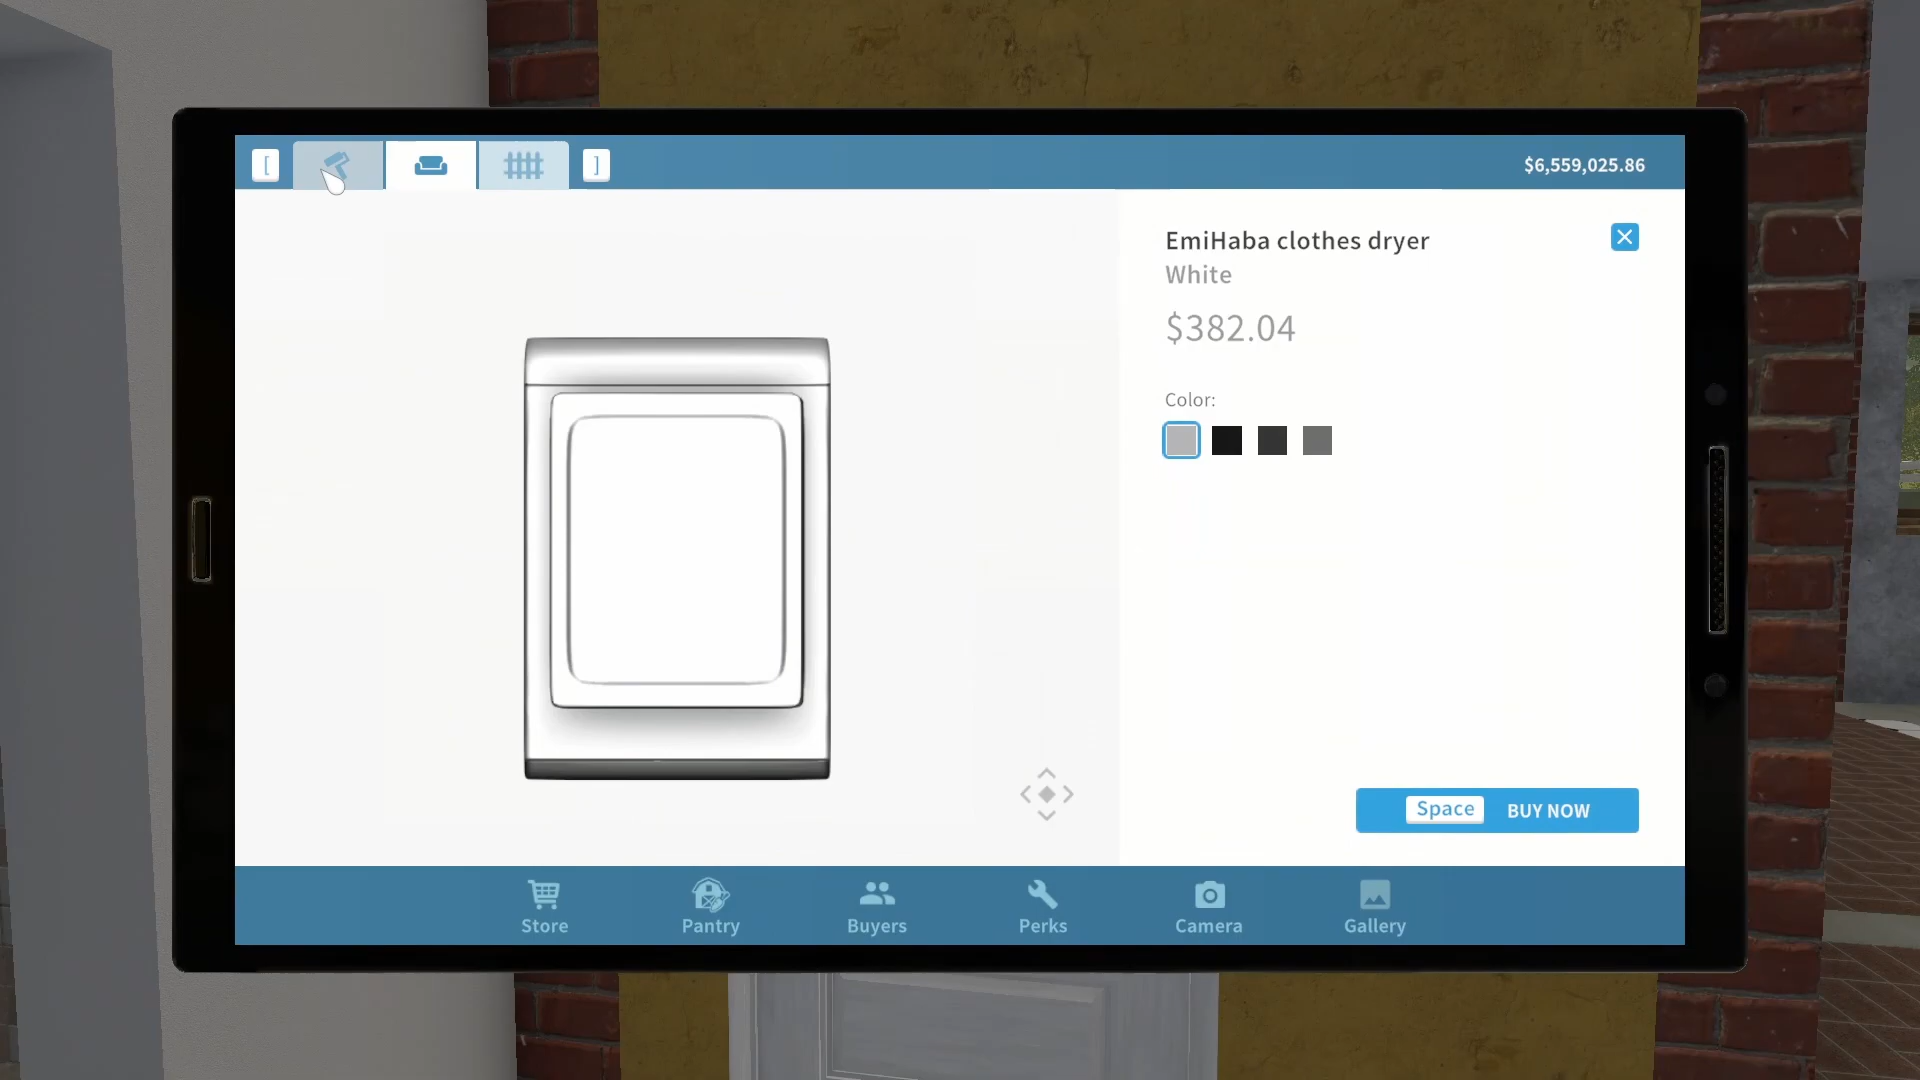 [
]
$6,559,025.86
EmiHaba clothes dryer
White
$382.04
Color:
Space BUY NOW
Store
Pantry
Buyers
Perks
Camera
Gallery